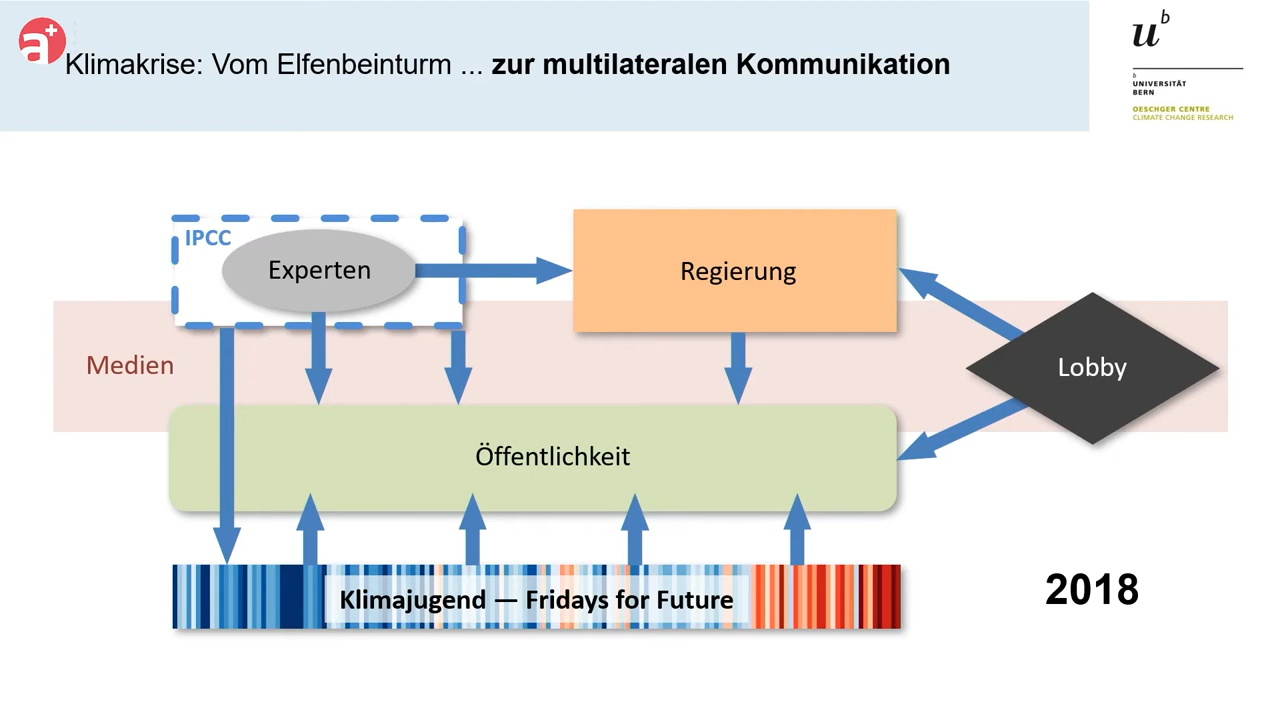 a+
Klimakrise: Vom Elfenbeinturm ... zur multilateralen Kommunikation
u^b
b
UNIVERSITÄT
BERN
OESCHGER CENTRE
CLIMATE CHANGE RESEARCH
IPCC
Experten
Regierung
Medien
Lobby
Öffentlichkeit
Klimajugend — Fridays for Future
2018